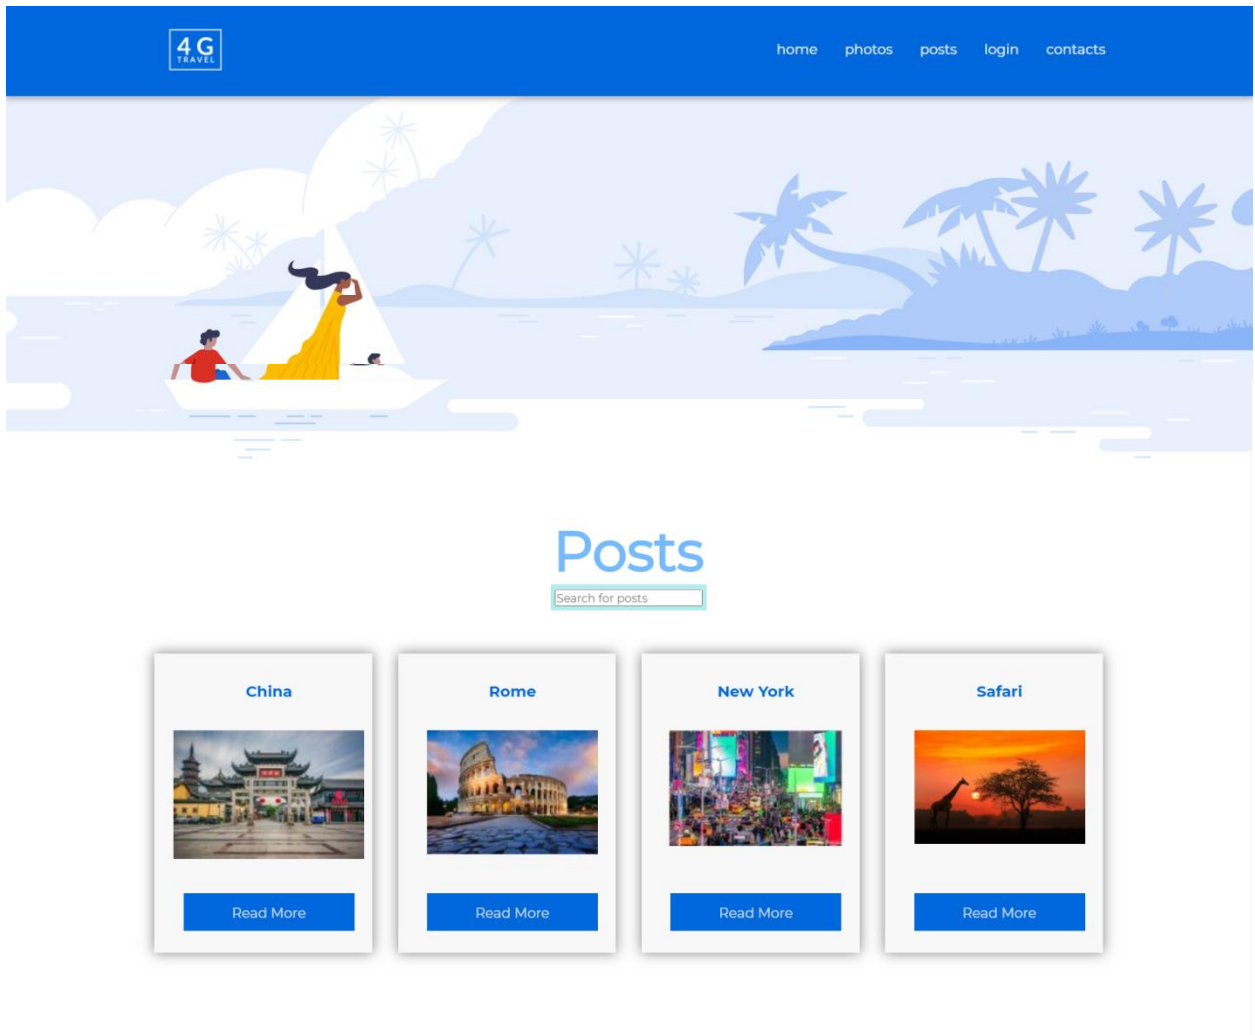 4 G
TRAVEL
home photos posts login contacts
Posts
Search for posts
China Rome New York Safari
Read More Read More Read More Read More